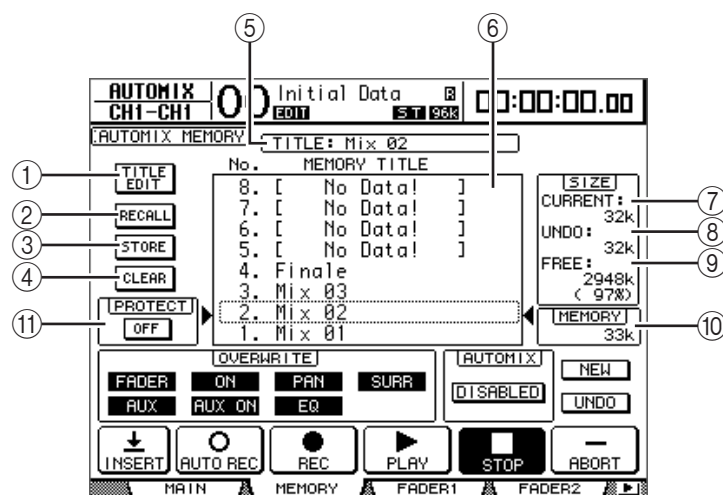 ⑤ ⑥
AUTOMIX
CH1-CH1
00 Initial Data R
EDIT ST 96K
00:00:00.00
AUTOMIX MEMORY
TITLE: Mix 02
No. MEMORY TITLE
① TITLE EDIT
② RECALL
③ STORE
④ CLEAR
⑪ PROTECT
OFF
8. [ No Data! ]
7. [ No Data! ]
6. [ No Data! ]
5. [ No Data! ]
4. Finale
3. Mix 03
2. Mix 02
1. Mix 01
SIZE
CURRENT: ⑦
32k
UNDO: ⑧
32k
FREE: ⑨
2948k
( 97%)
MEMORY ⑩
33k
OVERWRITE
FADER ON PAN SURR
AUX AUX ON EQ
AUTOMIX
DISABLED
NEW
UNDO
INSERT AUTO REC REC PLAY STOP ABORT
MAIN MEMORY FADER1 FADER2